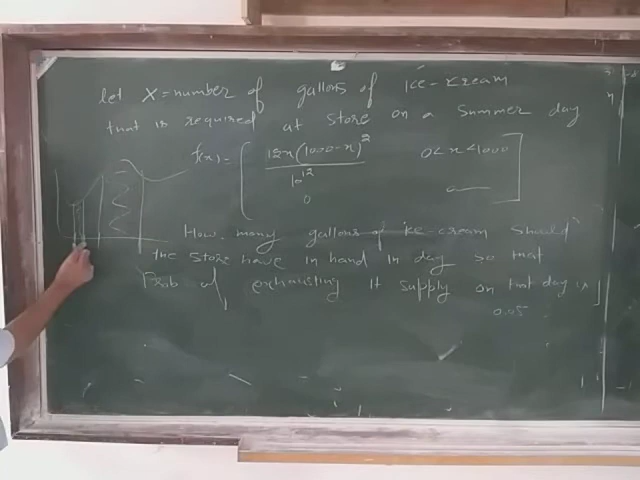 let X = number of gallons of ice-kream
that is required at store on a summer day
f(x) = 12x(1000-x)^2 / 10^12 0 < x < 1000
0
How many gallons of ice-cream should
the store have in hand in day so that
Prob of exhausting it supply on that day is
0.05